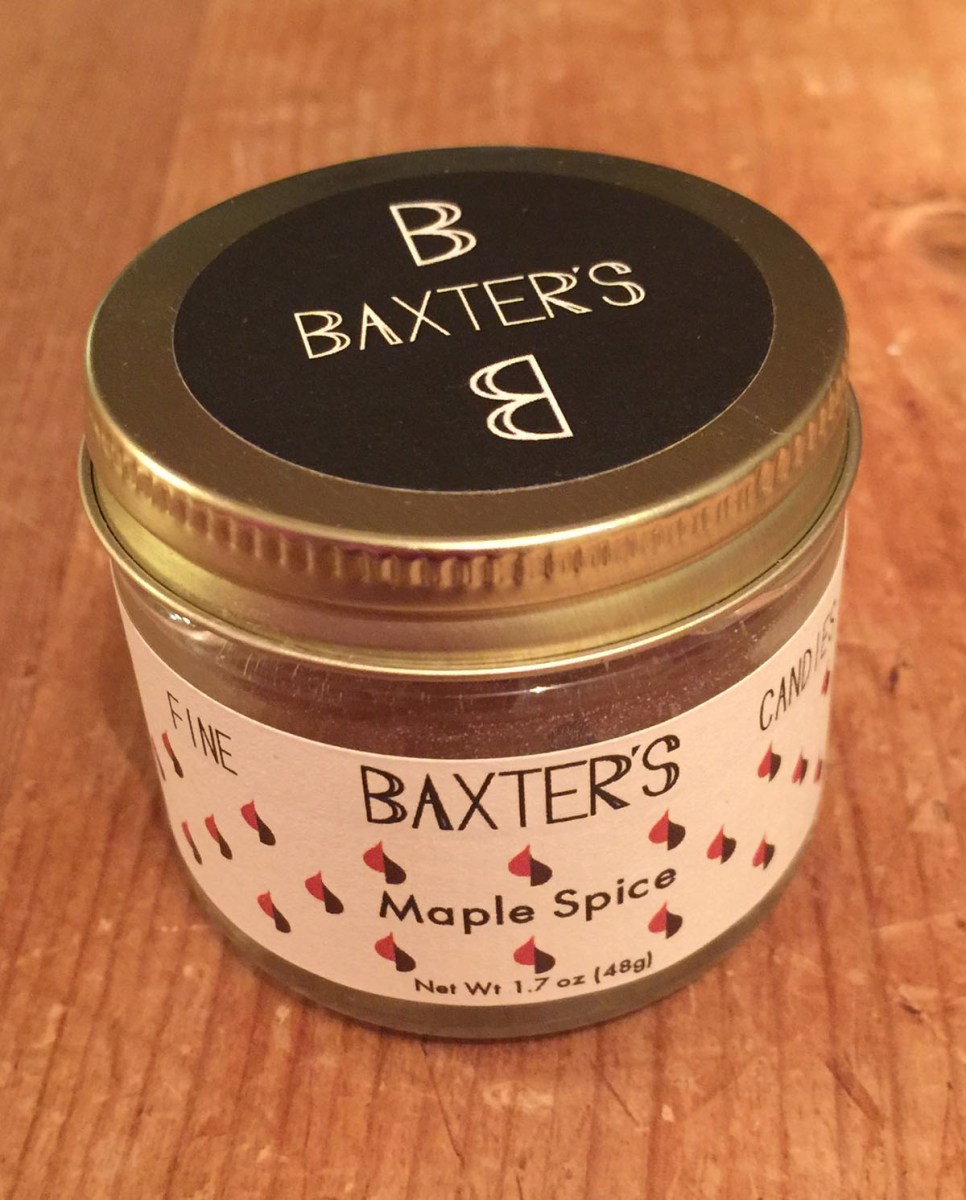 B
BAXTER'S
B
FINE
CANDIES
BAXTER'S
Maple Spice
Net Wt 1.7 oz (48g)